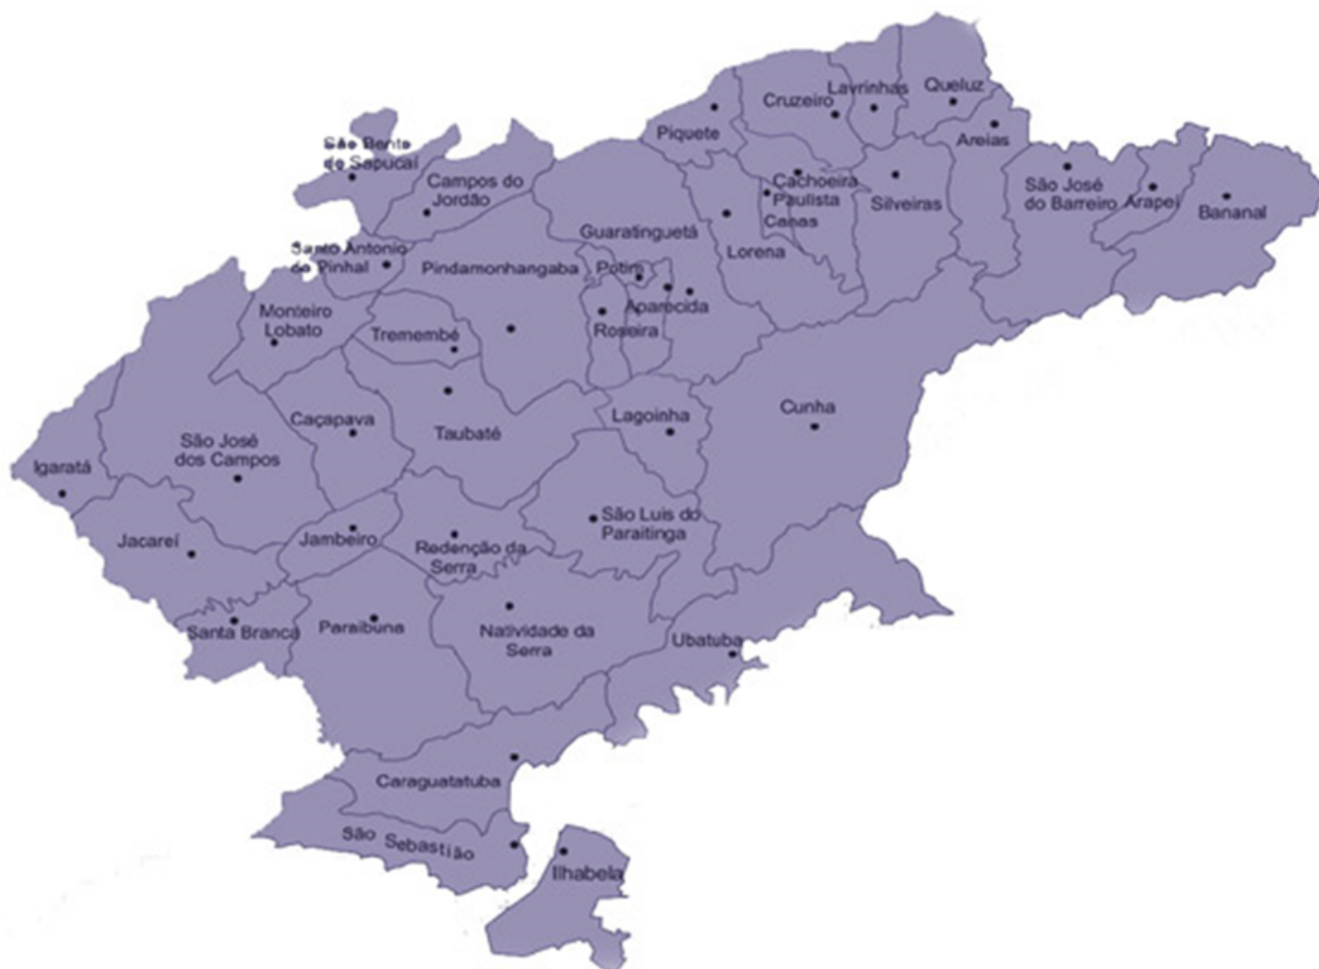 Lavrinhas
Queluz
Cruzeiro
Piquete
Areias
São Bento
do Sapucaí
Campos do
Jordão
Cachoeira
Paulista
Canas
Silveiras
São José
do Barreiro
Arapeí
Bananal
Guaratinguetá
Lorena
Santo Antonio
do Pinhal
Pindamonhangaba
Potim
Aparecida
Roseira
Monteiro
Lobato
Tremembé
Caçapava
Taubaté
Lagoinha
Cunha
São José
dos Campos
Igaratá
Jacareí
Jambeiro
Redenção da
Serra
São Luis do
Paraitinga
Santa Branca
Paraibuna
Natividade da
Serra
Ubatuba
Caraguatatuba
São Sebastião
Ilhabela